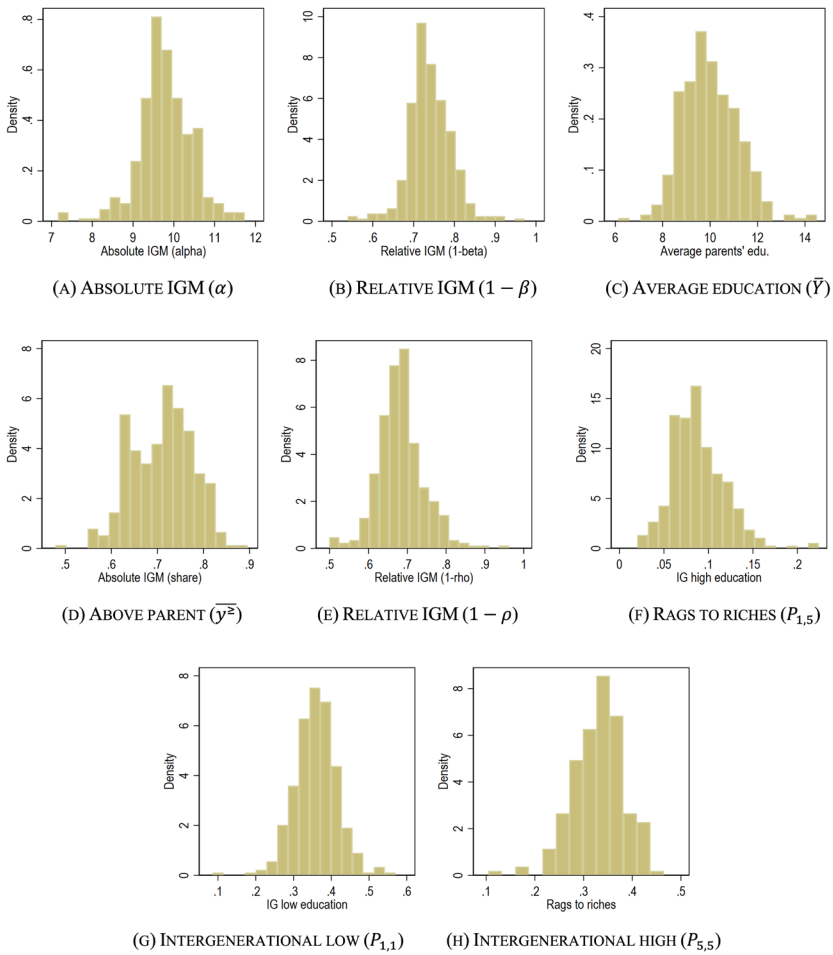 Density
0 .2 .4 .6 .8
7 8 9 10 11 12
Absolute IGM (alpha)
(A) ABSOLUTE IGM (α)
Density
0 2 4 6 8 10
.5 .6 .7 .8 .9 1
Relative IGM (1-beta)
(B) RELATIVE IGM (1 − β)
Density
0 .1 .2 .3 .4
6 8 10 12 14
Average parents' edu.
(C) AVERAGE EDUCATION (Ȳ)
Density
0 2 4 6 8
.5 .6 .7 .8 .9
Absolute IGM (share)
(D) ABOVE PARENT (y̅≥̅)
Density
0 2 4 6 8
.5 .6 .7 .8 .9 1
Relative IGM (1-rho)
(E) RELATIVE IGM (1 − ρ)
Density
0 5 10 15 20
0 .05 .1 .15 .2
IG high education
(F) RAGS TO RICHES (P1,5)
Density
0 2 4 6 8
.1 .2 .3 .4 .5 .6
IG low education
(G) INTERGENERATIONAL LOW (P1,1)
Density
0 2 4 6 8
.1 .2 .3 .4 .5
Rags to riches
(H) INTERGENERATIONAL HIGH (P5,5)